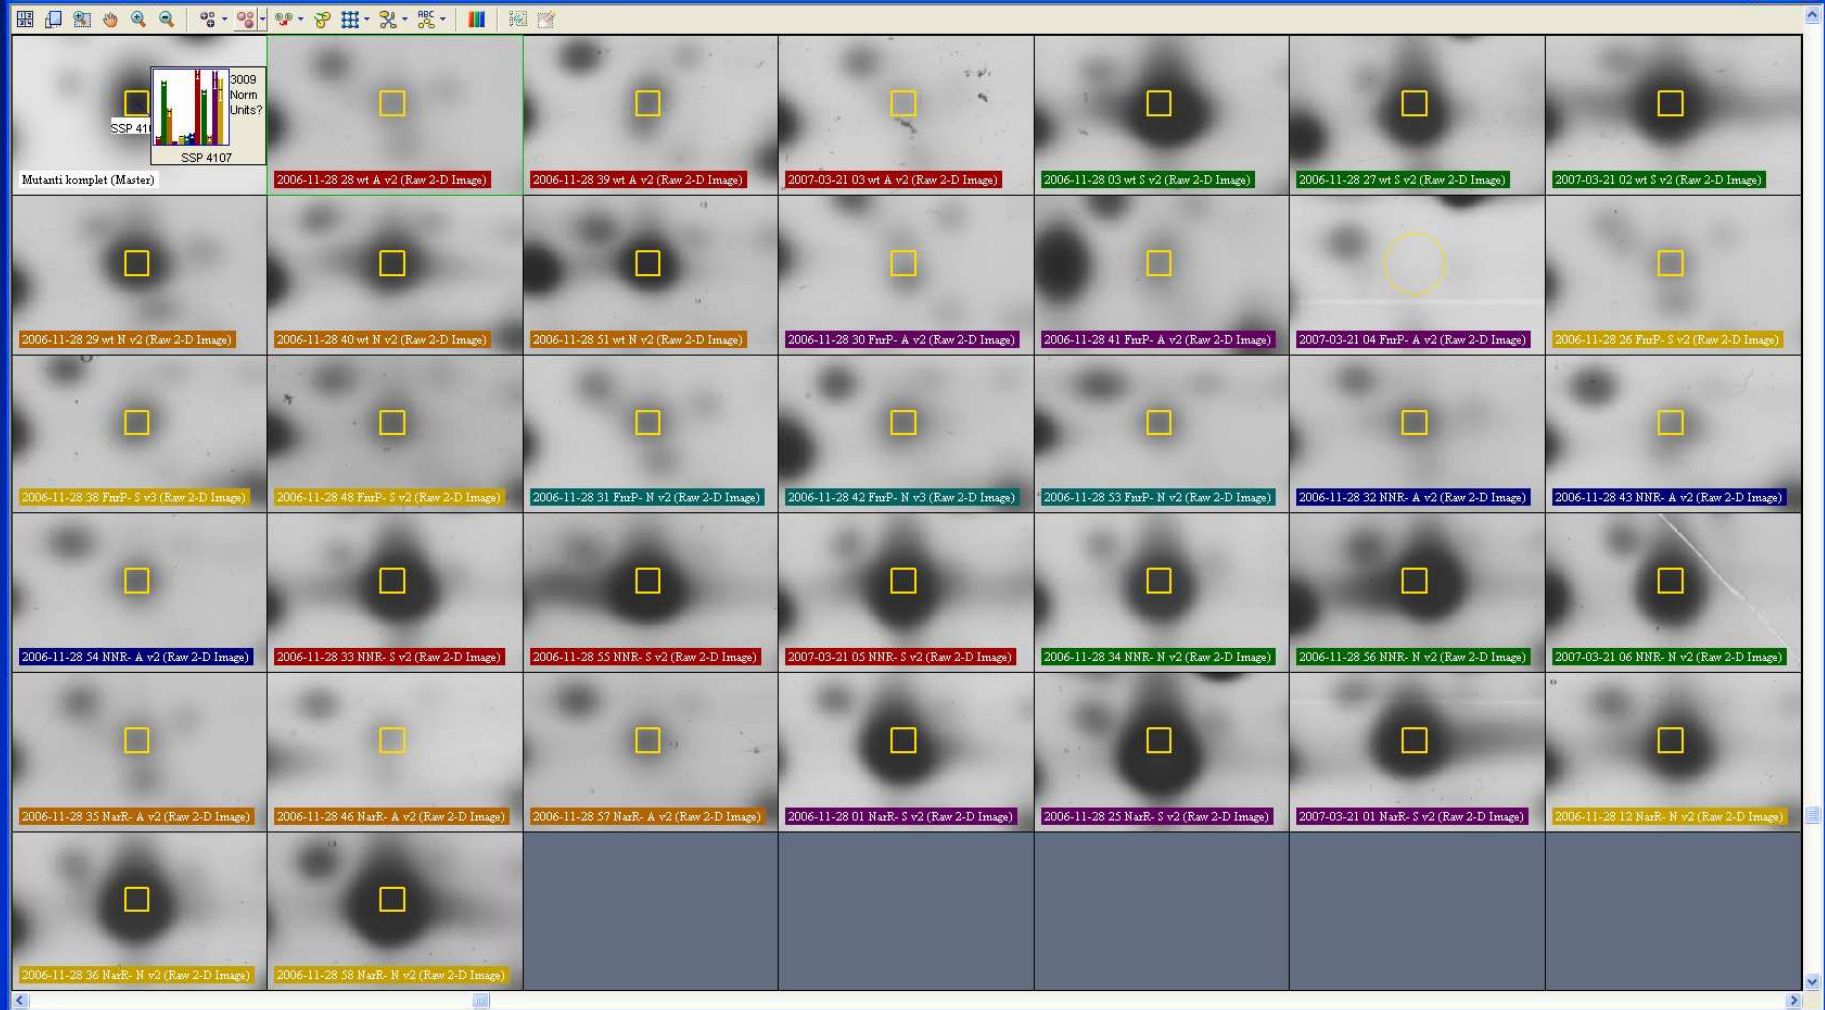 3009
Norm
Units?
SSP 410
SSP 4107
Mutanti komplet (Master)
2006-11-28 28 wt A v2 (Raw 2-D Image)
2006-11-28 39 wt A v2 (Raw 2-D Image)
2007-03-21 03 wt A v2 (Raw 2-D Image)
2006-11-28 03 wt S v2 (Raw 2-D Image)
2006-11-28 27 wt S v2 (Raw 2-D Image)
2007-03-21 02 wt S v2 (Raw 2-D Image)
2006-11-28 29 wt N v2 (Raw 2-D Image)
2006-11-28 40 wt N v2 (Raw 2-D Image)
2006-11-28 51 wt N v2 (Raw 2-D Image)
2006-11-28 30 FnrP- A v2 (Raw 2-D Image)
2006-11-28 41 FnrP- A v2 (Raw 2-D Image)
2007-03-21 04 FnrP- A v2 (Raw 2-D Image)
2006-11-28 26 FnrP- S v2 (Raw 2-D Image)
2006-11-28 38 FnrP- S v3 (Raw 2-D Image)
2006-11-28 48 FnrP- S v2 (Raw 2-D Image)
2006-11-28 31 FnrP- N v2 (Raw 2-D Image)
2006-11-28 42 FnrP- N v3 (Raw 2-D Image)
2006-11-28 53 FnrP- N v2 (Raw 2-D Image)
2006-11-28 32 NNR- A v2 (Raw 2-D Image)
2006-11-28 43 NNR- A v2 (Raw 2-D Image)
2006-11-28 54 NNR- A v2 (Raw 2-D Image)
2006-11-28 33 NNR- S v2 (Raw 2-D Image)
2006-11-28 55 NNR- S v2 (Raw 2-D Image)
2007-03-21 05 NNR- S v2 (Raw 2-D Image)
2006-11-28 34 NNR- N v2 (Raw 2-D Image)
2006-11-28 56 NNR- N v2 (Raw 2-D Image)
2007-03-21 06 NNR- N v2 (Raw 2-D Image)
2006-11-28 35 NarR- A v2 (Raw 2-D Image)
2006-11-28 46 NarR- A v2 (Raw 2-D Image)
2006-11-28 57 NarR- A v2 (Raw 2-D Image)
2006-11-28 01 NarR- S v2 (Raw 2-D Image)
2006-11-28 25 NarR- S v2 (Raw 2-D Image)
2007-03-21 01 NarR- S v2 (Raw 2-D Image)
2006-11-28 12 NarR- N v2 (Raw 2-D Image)
2006-11-28 36 NarR- N v2 (Raw 2-D Image)
2006-11-28 58 NarR- N v2 (Raw 2-D Image)